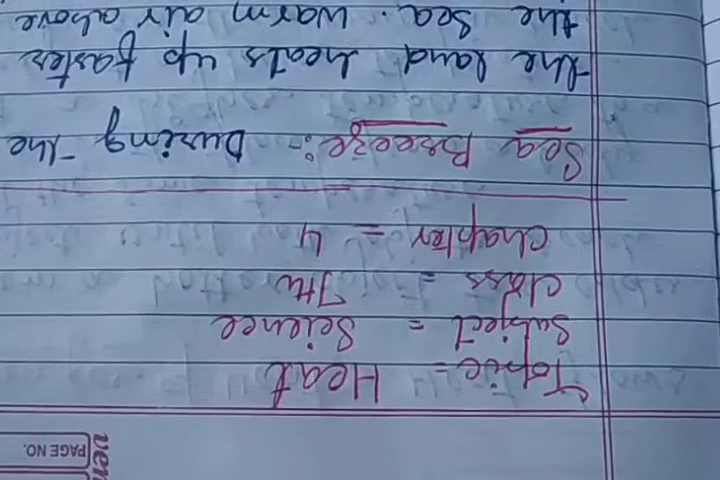 ver
PAGE NO.
Topic = Heat
Subject = Science
Class = 7th
Chapter = 4
Sea Breeze :- During the
the land heats up faster
the sea. Warm air above